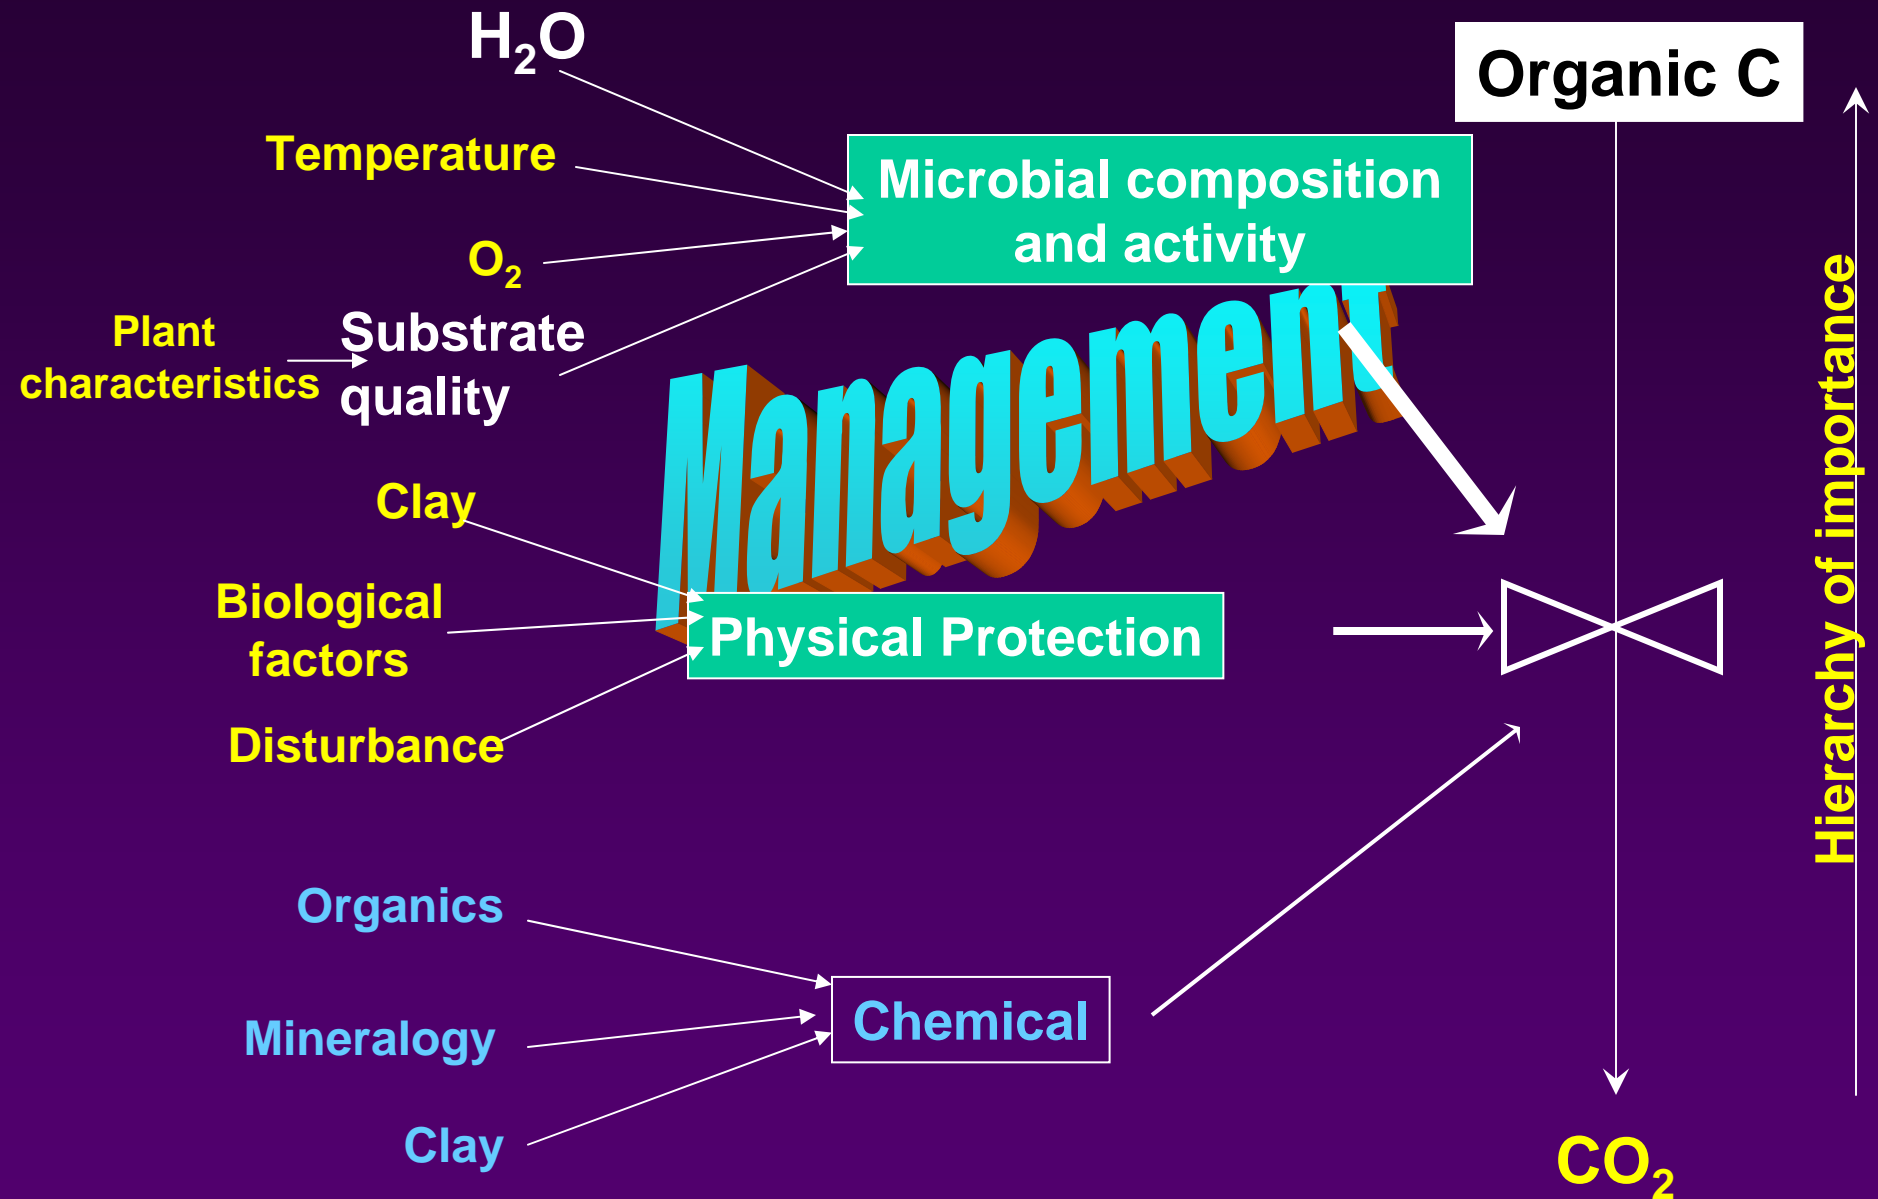 H₂O
Organic C
Temperature
Microbial composition
and activity
O₂
Plant
characteristics
Substrate
quality
Management
Clay
Biological
factors
Physical Protection
Disturbance
Hierarchy of importance
Organics
Mineralogy
Chemical
Clay
CO₂